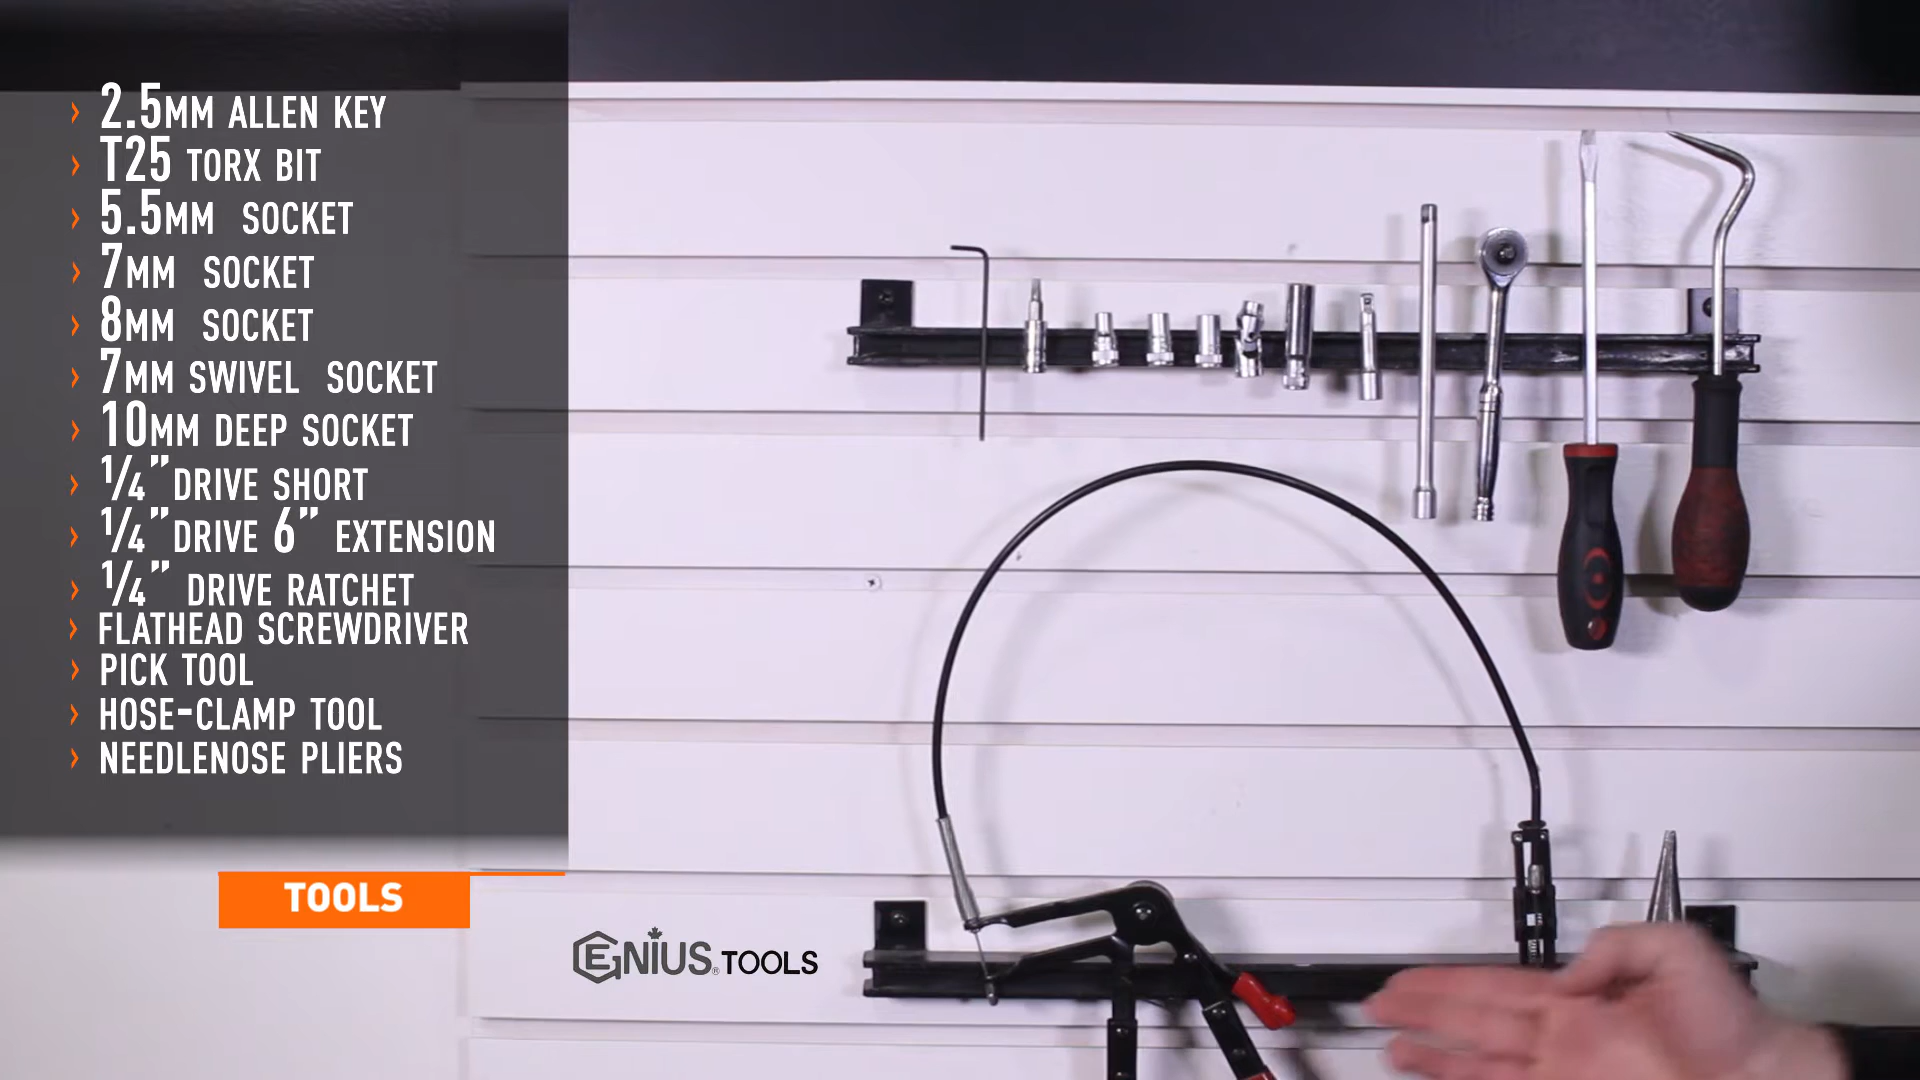 › 2.5MM ALLEN KEY
› T25 TORX BIT
› 5.5MM SOCKET
› 7MM SOCKET
› 8MM SOCKET
› 7MM SWIVEL SOCKET
› 10MM DEEP SOCKET
› ¼” DRIVE SHORT
› ¼” DRIVE 6” EXTENSION
› ¼” DRIVE RATCHET
› FLATHEAD SCREWDRIVER
› PICK TOOL
› HOSE-CLAMP TOOL
› NEEDLENOSE PLIERS
TOOLS
GENIUS® TOOLS